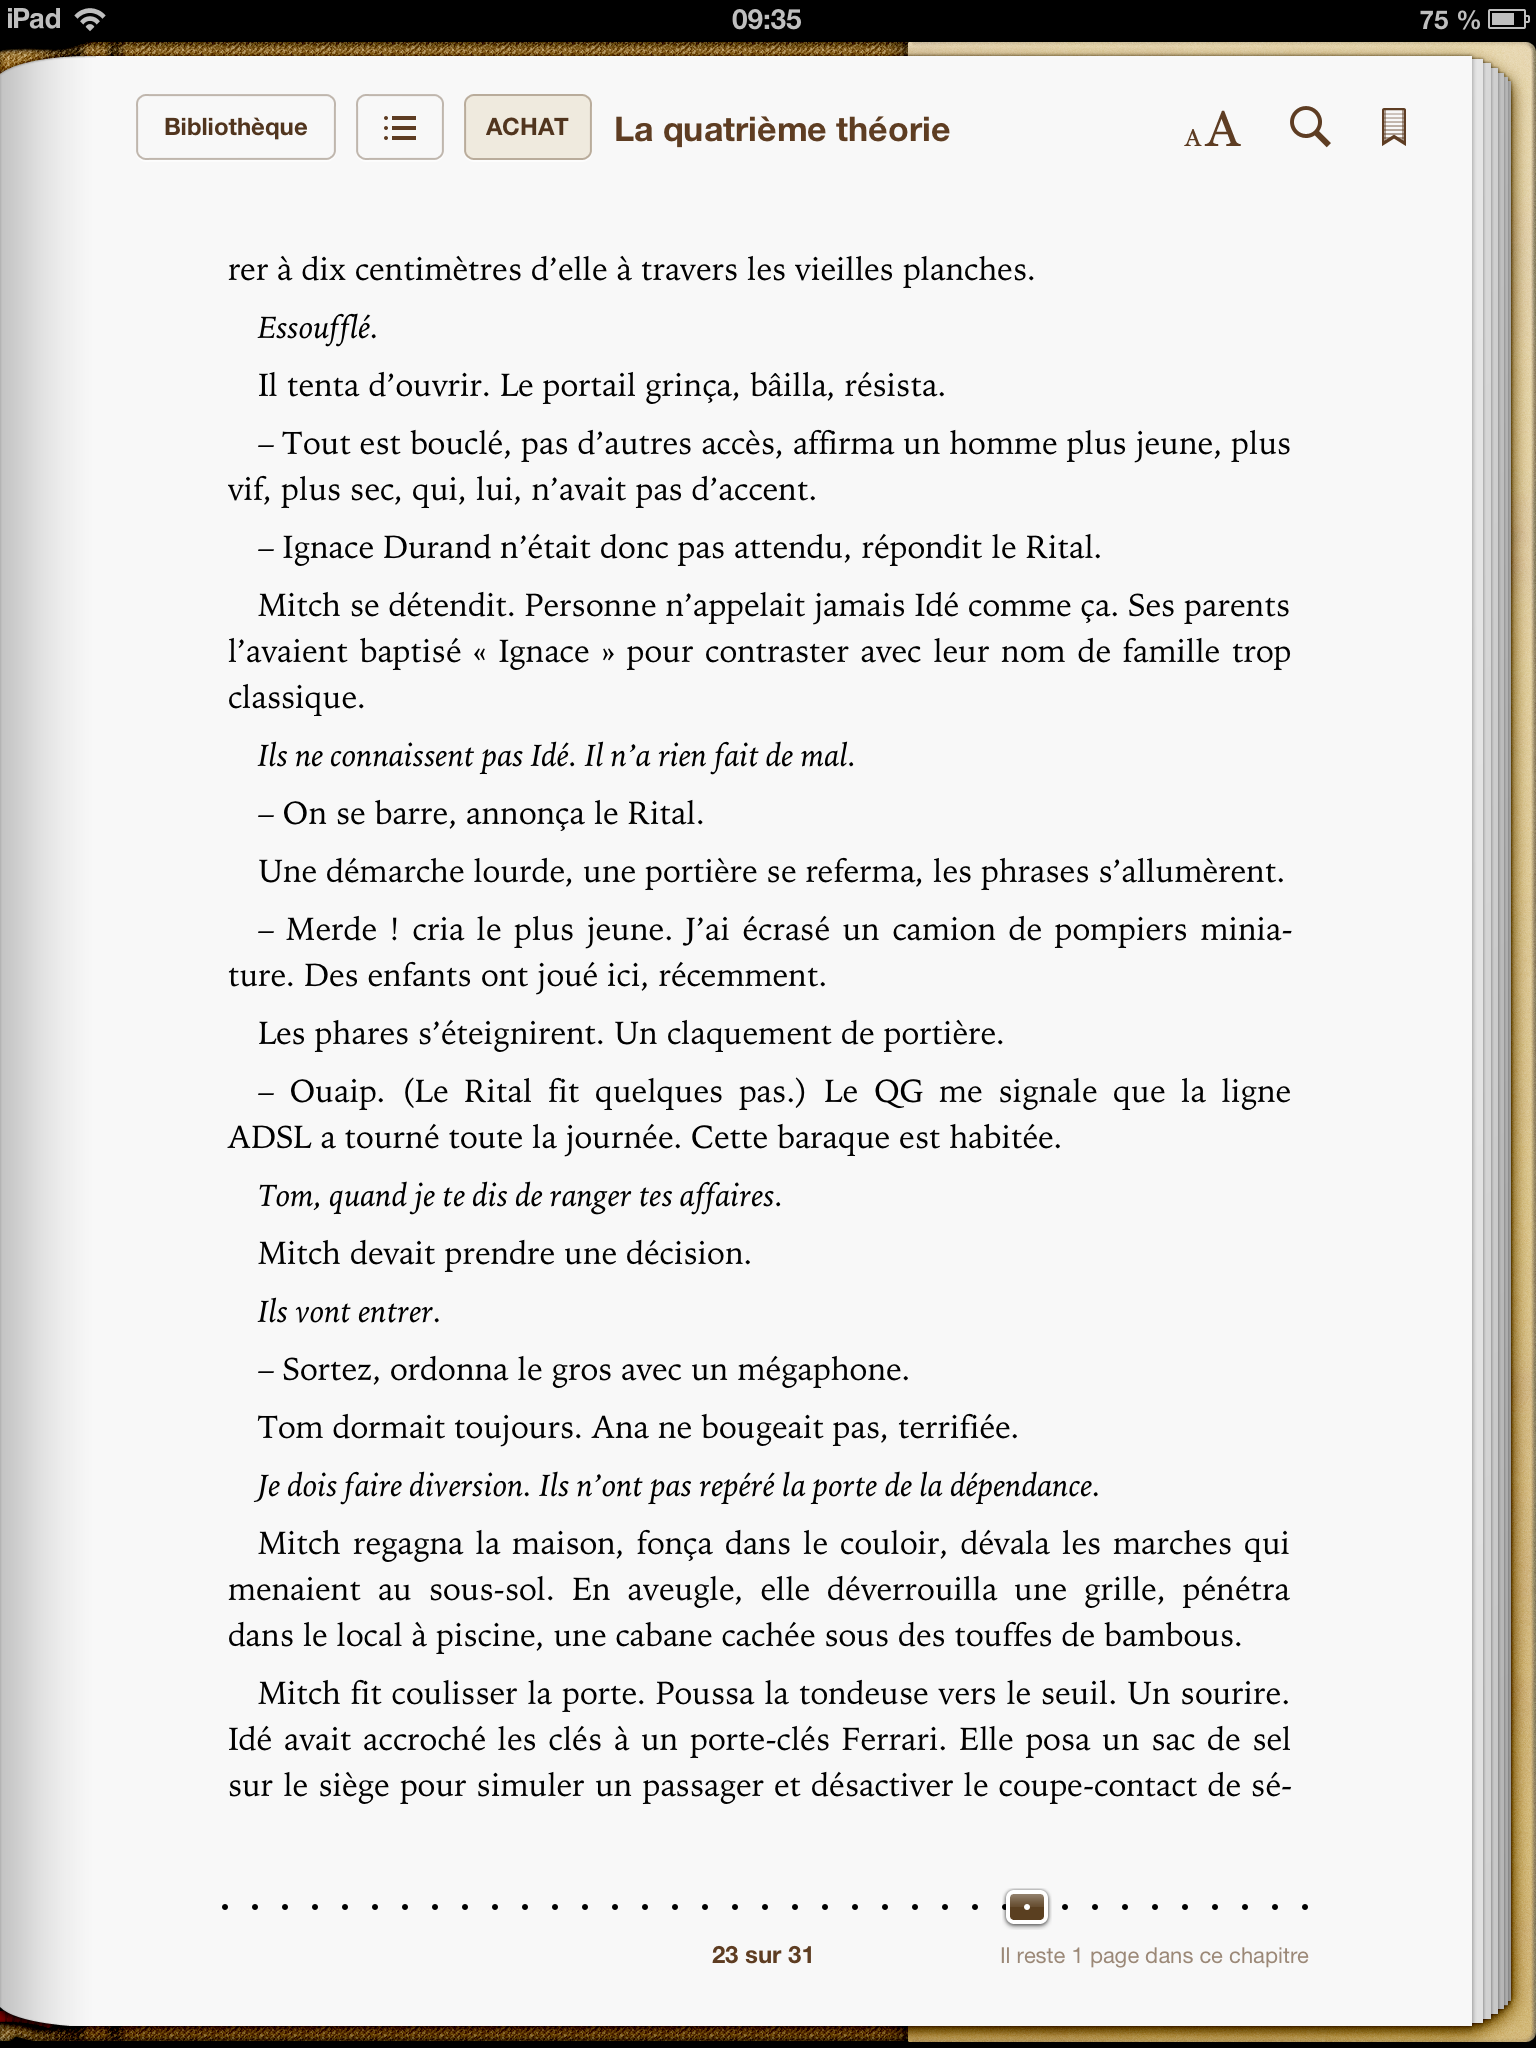 iPad
09:35
75 %
Bibliothèque
ACHAT
La quatrième théorie
AA
rer à dix centimètres d’elle à travers les vieilles planches.
Essoufflé.
Il tenta d’ouvrir. Le portail grinça, bâilla, résista.
– Tout est bouclé, pas d’autres accès, affirma un homme plus jeune, plus
vif, plus sec, qui, lui, n’avait pas d’accent.
– Ignace Durand n’était donc pas attendu, répondit le Rital.
Mitch se détendit. Personne n’appelait jamais Idé comme ça. Ses parents
l’avaient baptisé « Ignace » pour contraster avec leur nom de famille trop
classique.
Ils ne connaissent pas Idé. Il n’a rien fait de mal.
– On se barre, annonça le Rital.
Une démarche lourde, une portière se referma, les phrases s’allumèrent.
– Merde ! cria le plus jeune. J’ai écrasé un camion de pompiers minia-
ture. Des enfants ont joué ici, récemment.
Les phares s’éteignirent. Un claquement de portière.
– Ouaip. (Le Rital fit quelques pas.) Le QG me signale que la ligne
ADSL a tourné toute la journée. Cette baraque est habitée.
Tom, quand je te dis de ranger tes affaires.
Mitch devait prendre une décision.
Ils vont entrer.
– Sortez, ordonna le gros avec un mégaphone.
Tom dormait toujours. Ana ne bougeait pas, terrifiée.
Je dois faire diversion. Ils n’ont pas repéré la porte de la dépendance.
Mitch regagna la maison, fonça dans le couloir, dévala les marches qui
menaient au sous-sol. En aveugle, elle déverrouilla une grille, pénétra
dans le local à piscine, une cabane cachée sous des touffes de bambous.
Mitch fit coulisser la porte. Poussa la tondeuse vers le seuil. Un sourire.
Idé avait accroché les clés à un porte-clés Ferrari. Elle posa un sac de sel
sur le siège pour simuler un passager et désactiver le coupe-contact de sé-
23 sur 31
Il reste 1 page dans ce chapitre